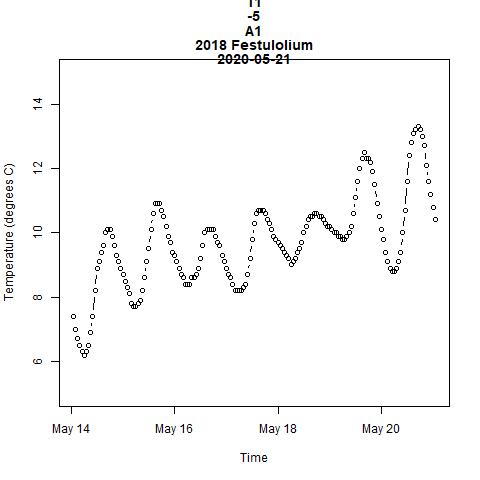 T1
-5
A1
2018 Festulolium
2020-05-21
14
12
10
8
6
Temperature (degrees C)
May 14 May 16 May 18 May 20
Time